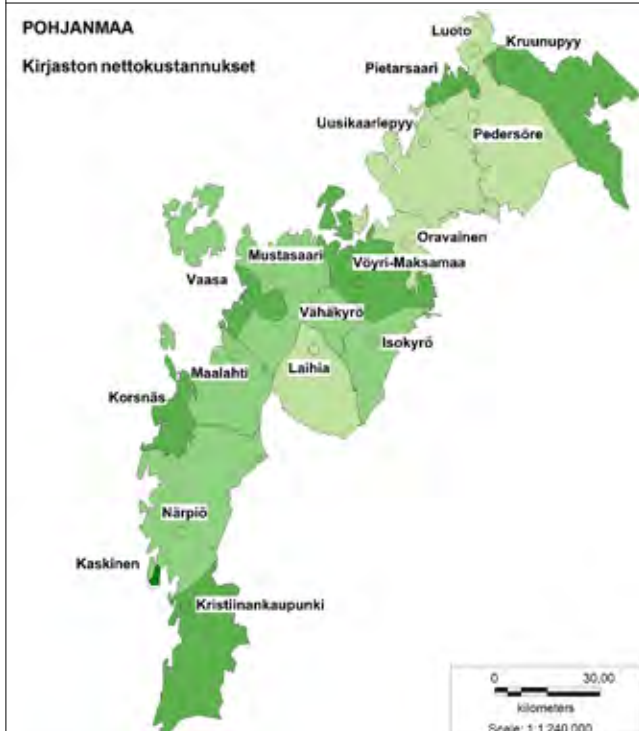 POHJANMAA
Kirjaston nettokustannukset
Luoto
Kruunupyy
Pietarsaari
Uusikaarlepyy
Pedersöre
Oravainen
Mustasaari
Vöyri-Maksamaa
Vaasa
Vähäkyrö
Isokyrö
Laihia
Maalahti
Korsnäs
Närpiö
Kaskinen
Kristiinankaupunki
0 30,00
kilometers
Scale: 1:1 240 000